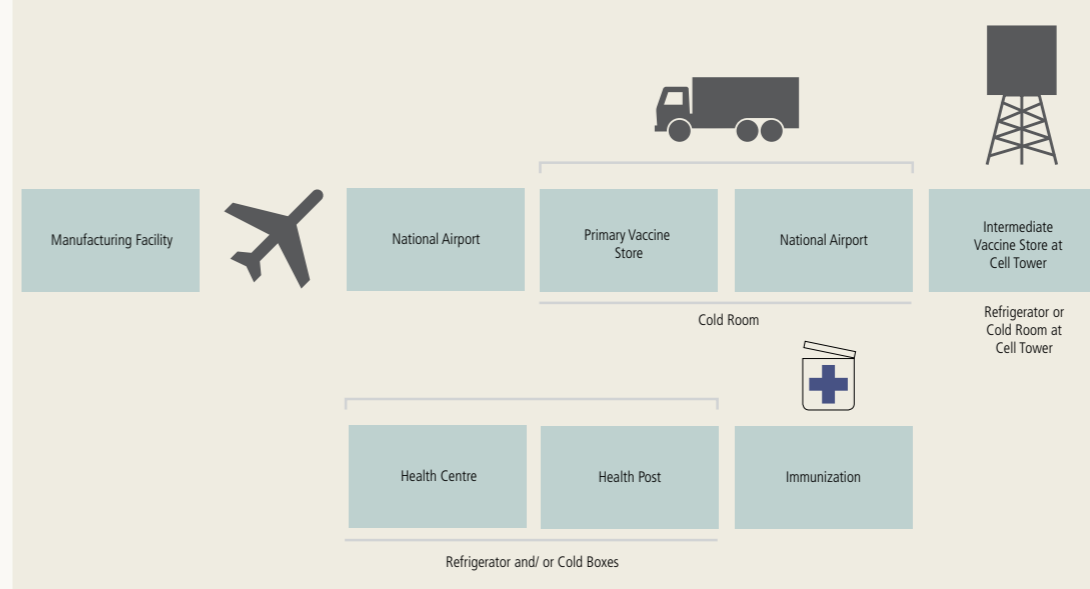 Manufacturing Facility
National Airport
Primary Vaccine
Store
National Airport
Intermediate
Vaccine Store at
Cell Tower
Cold Room
Refrigerator or
Cold Room at
Cell Tower
Health Centre
Health Post
Immunization
Refrigerator and/ or Cold Boxes